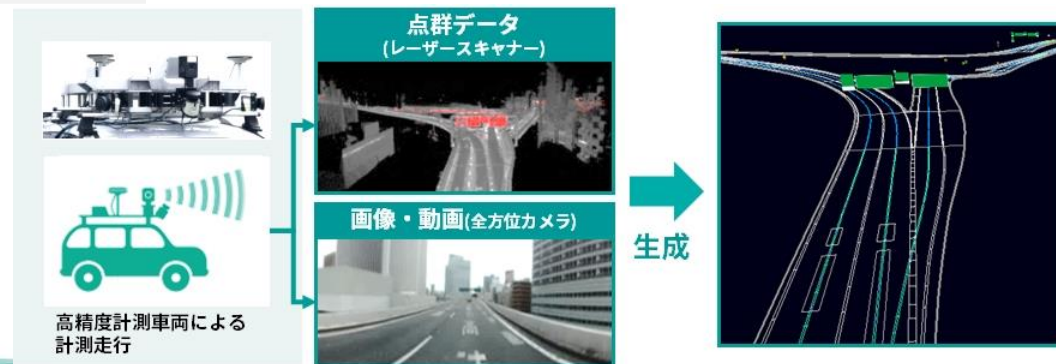 点群データ
(レーザースキャナー)
画像・動画(全方位カメラ)
生成
高精度計測車両による
計測走行